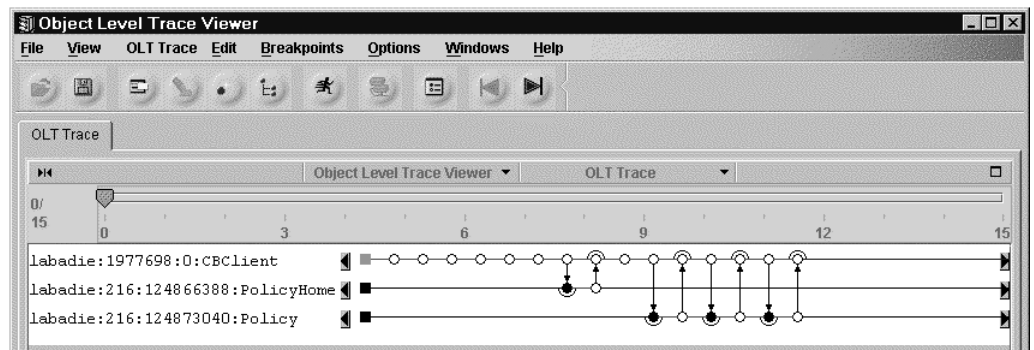 Object Level Trace Viewer
File View OLT Trace Edit Breakpoints Options Windows Help
OLT Trace
Object Level Trace Viewer OLT Trace
0/
15
0 3 6 9 12 15
labadie:1977698:0:CBClient
labadie:216:124866388:PolicyHome
labadie:216:124873040:Policy